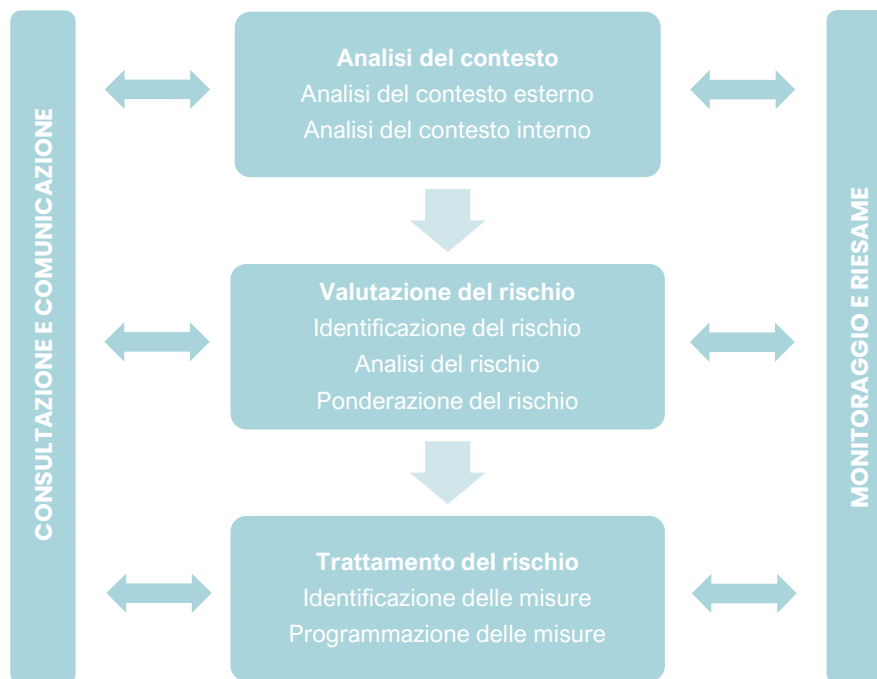 CONSULTAZIONE E COMUNICAZIONE
Analisi del contesto
Analisi del contesto esterno
Analisi del contesto interno
Valutazione del rischio
Identificazione del rischio
Analisi del rischio
Ponderazione del rischio
Trattamento del rischio
Identificazione delle misure
Programmazione delle misure
MONITORAGGIO E RIESAME